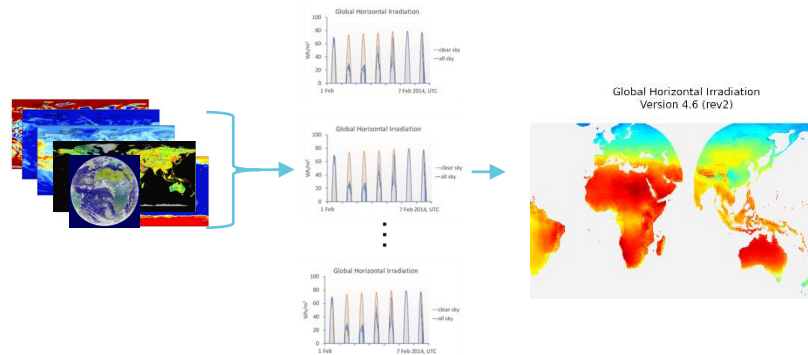 Global Horizontal Irradiation
Wh/m²
100
80
60
40
20
0
1 Feb
7 Feb 2014, UTC
clear sky
all sky
Global Horizontal Irradiation
Wh/m²
100
80
60
40
20
0
1 Feb
7 Feb 2014, UTC
clear sky
all sky
Global Horizontal Irradiation
Wh/m²
100
80
60
40
20
0
1 Feb
7 Feb 2014, UTC
clear sky
all sky
Global Horizontal Irradiation
Version 4.6 (rev2)